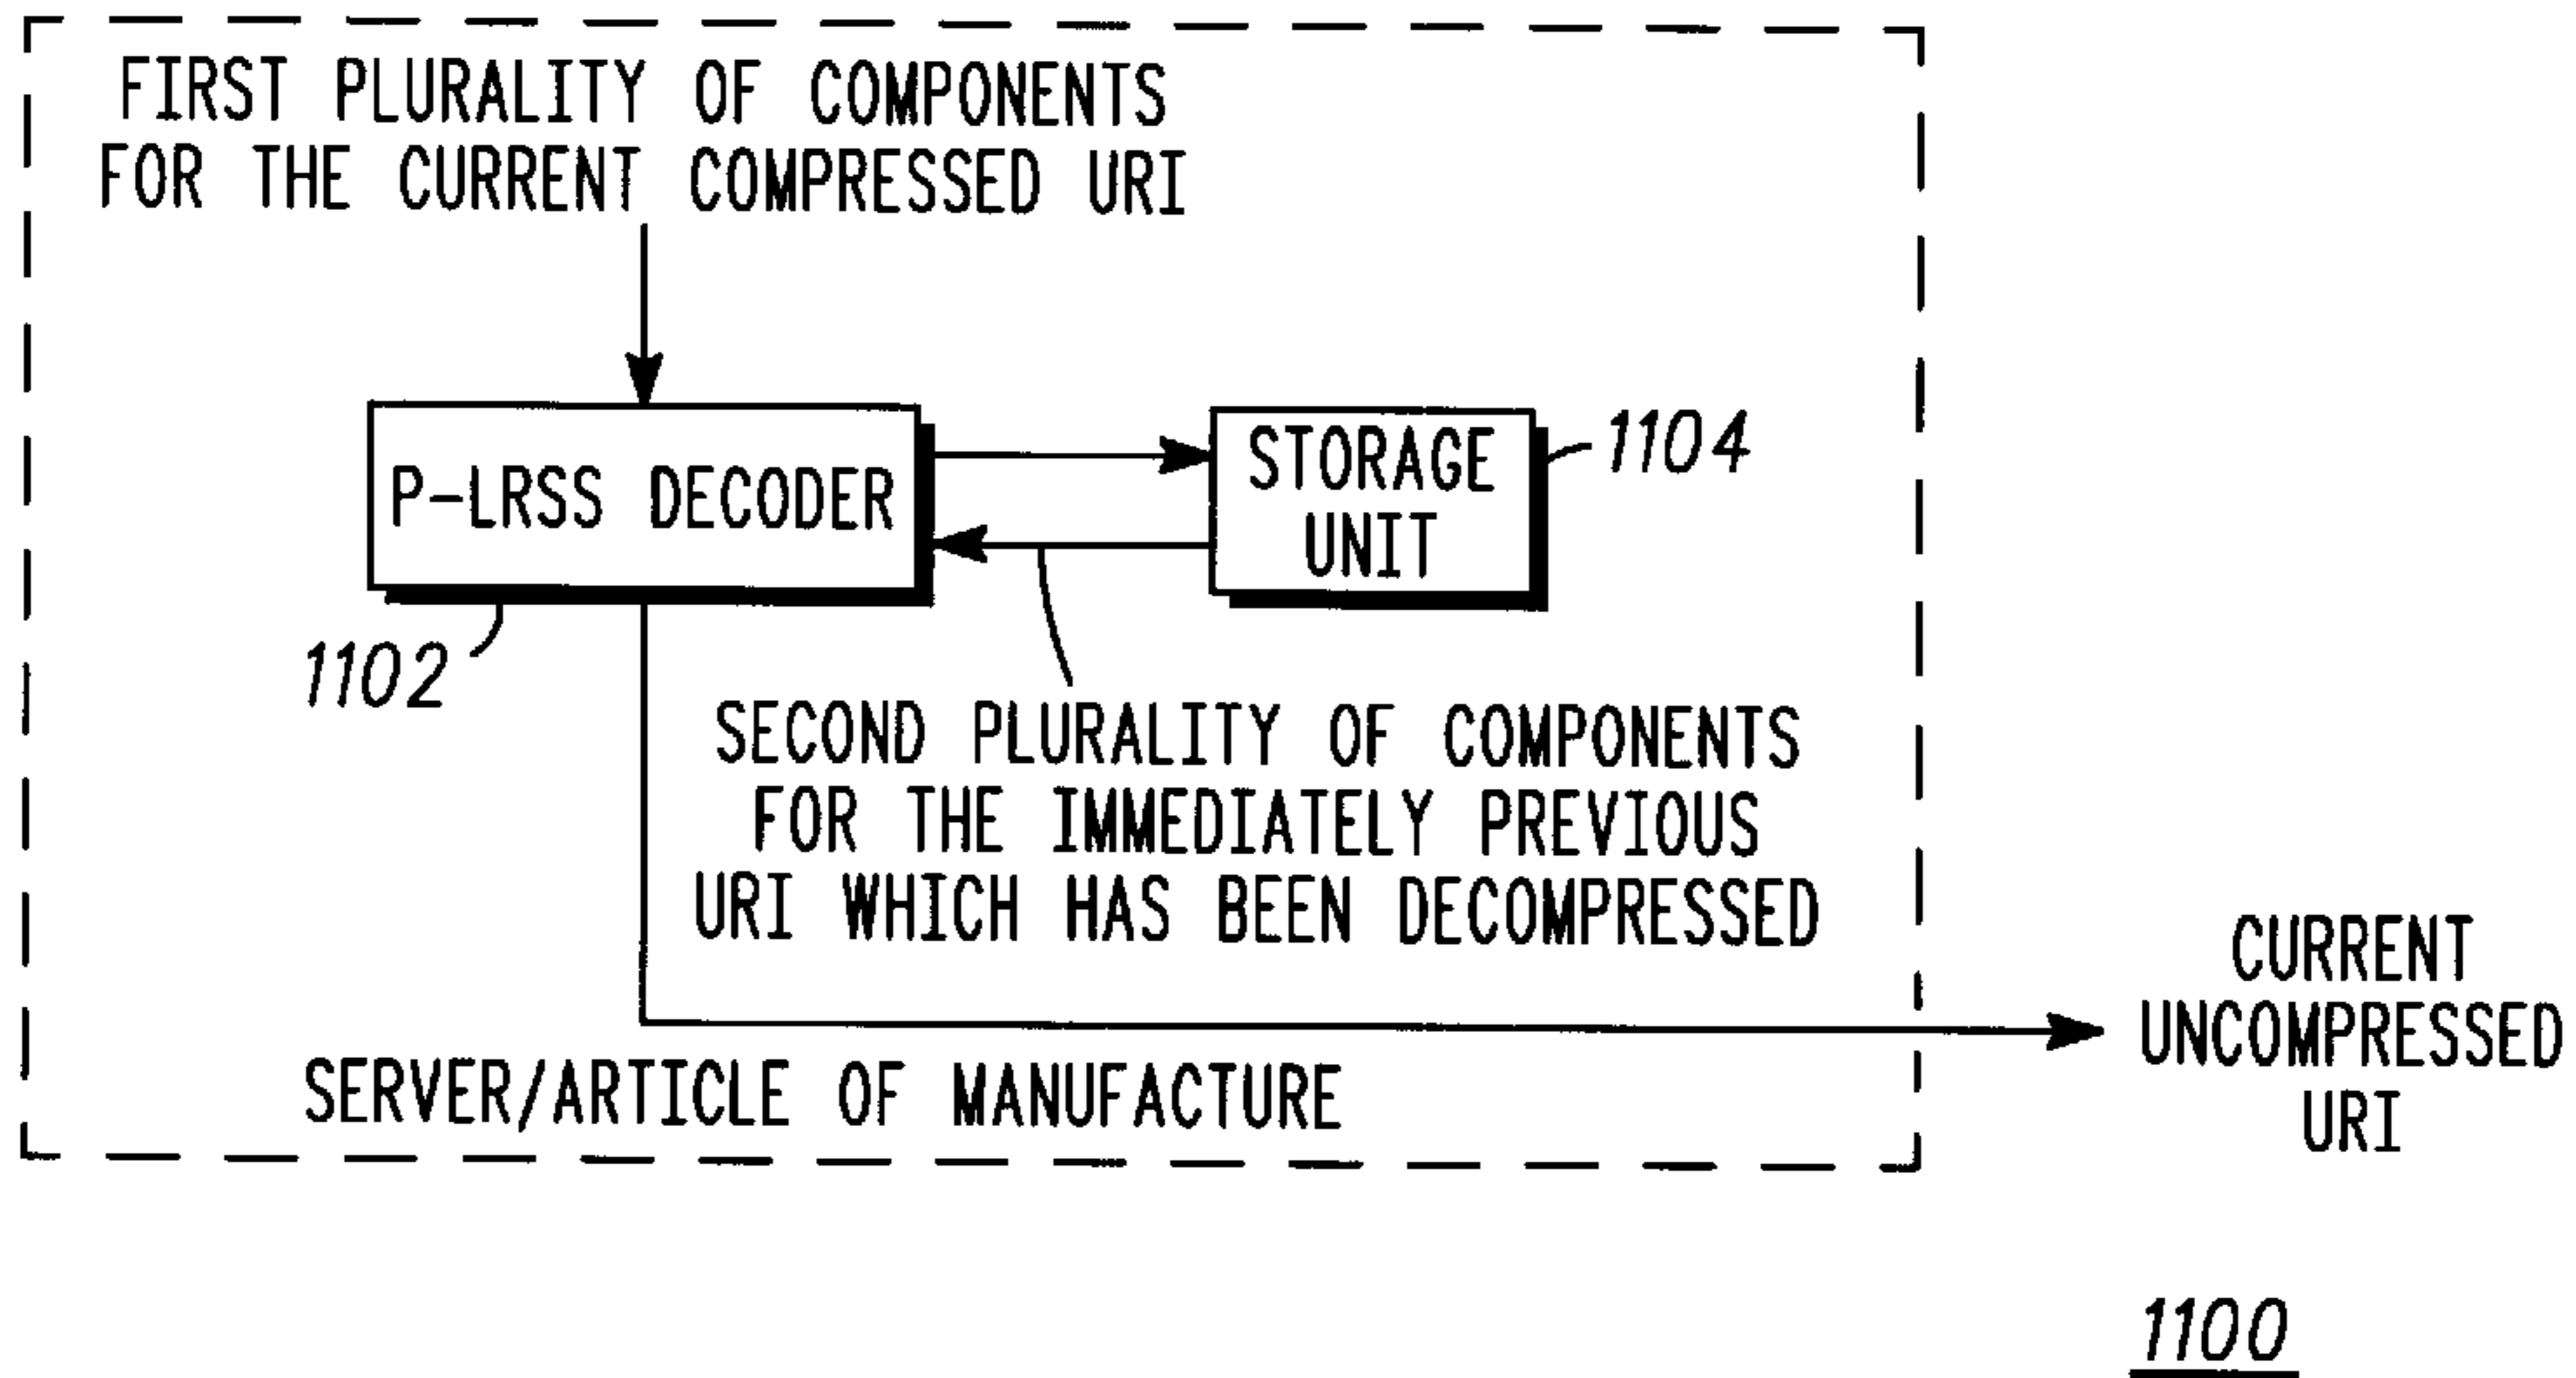 FIRST PLURALITY OF COMPONENTS
FOR THE CURRENT COMPRESSED URI
P-LRSS DECODER
STORAGE
UNIT
1104
1102
SECOND PLURALITY OF COMPONENTS
FOR THE IMMEDIATELY PREVIOUS
URI WHICH HAS BEEN DECOMPRESSED
CURRENT
UNCOMPRESSED
URI
SERVER/ARTICLE OF MANUFACTURE
1100